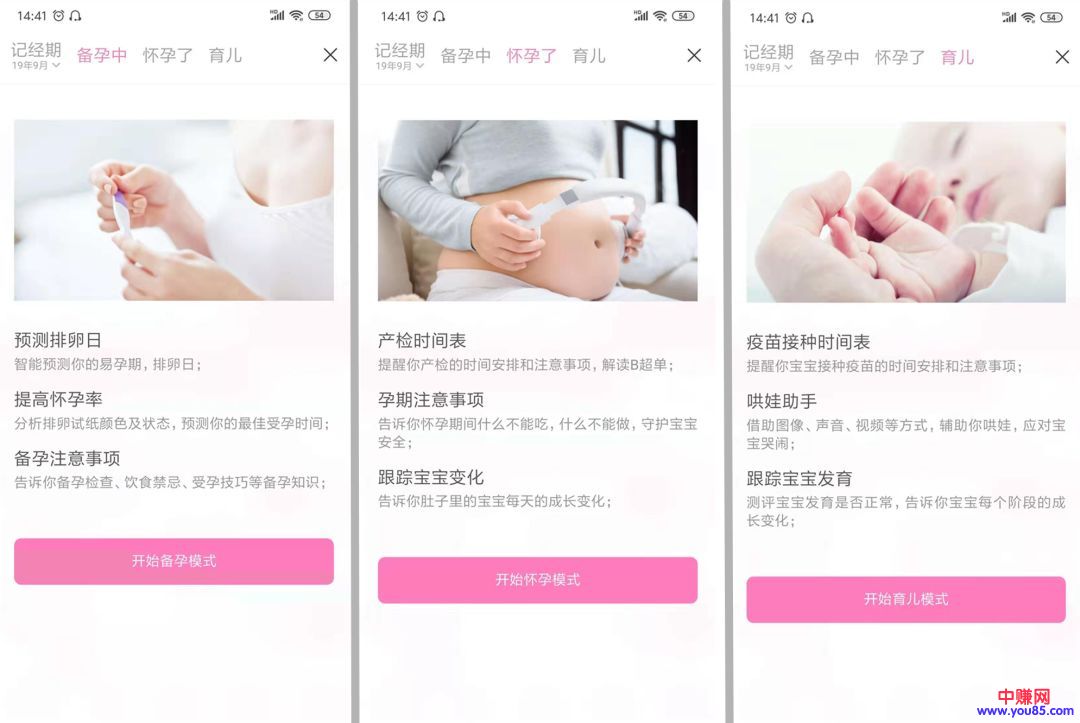 14:41
HD
54
记经期 备孕中 怀孕了 育儿
19年9月
预测排卵日
智能预测你的易孕期，排卵日；
提高怀孕率
分析排卵试纸颜色及状态，预测你的最佳受孕时间；
备孕注意事项
告诉你备孕检查、饮食禁忌、受孕技巧等备孕知识；
开始备孕模式
14:41
HD
54
记经期 备孕中 怀孕了 育儿
19年9月
产检时间表
提醒你产检的时间安排和注意事项，解读B超单；
孕期注意事项
告诉你怀孕期间什么不能吃，什么不能做，守护宝宝
安全；
跟踪宝宝变化
告诉你肚子里的宝宝每天的成长变化；
开始怀孕模式
14:41
HD
54
记经期 备孕中 怀孕了 育儿
19年9月
疫苗接种时间表
提醒你宝宝接种疫苗的时间安排和注意事项；
哄娃助手
借助图像、声音、视频等方式，辅助你哄娃，应对宝
宝哭闹；
跟踪宝宝发育
测评宝宝发育是否正常，告诉你宝宝每个阶段的成
长变化；
开始育儿模式
中赚网
www.you85.com